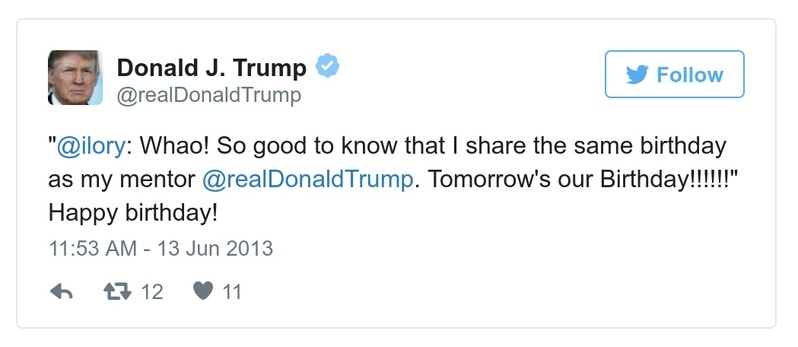 Donald J. Trump
@realDonaldTrump
Follow
"@ilory: Whao! So good to know that I share the same birthday
as my mentor @realDonaldTrump. Tomorrow's our Birthday!!!!!!"
Happy birthday!
11:53 AM - 13 Jun 2013
12 11